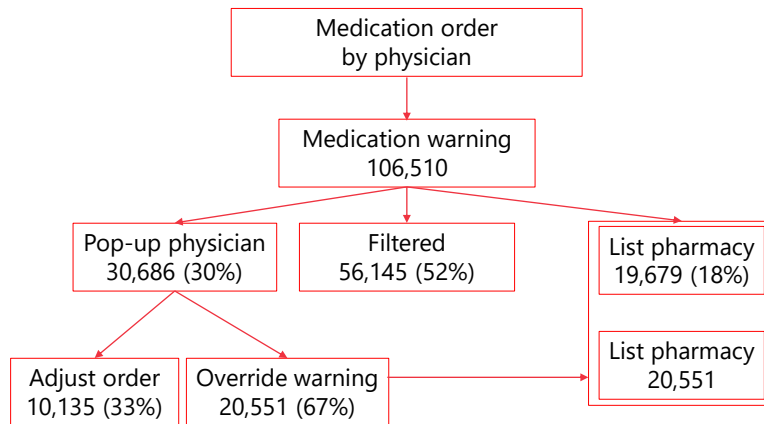 Medication order
by physician
Medication warning
106,510
Pop-up physician
30,686 (30%)
Filtered
56,145 (52%)
List pharmacy
19,679 (18%)
Adjust order
10,135 (33%)
Override warning
20,551 (67%)
List pharmacy
20,551